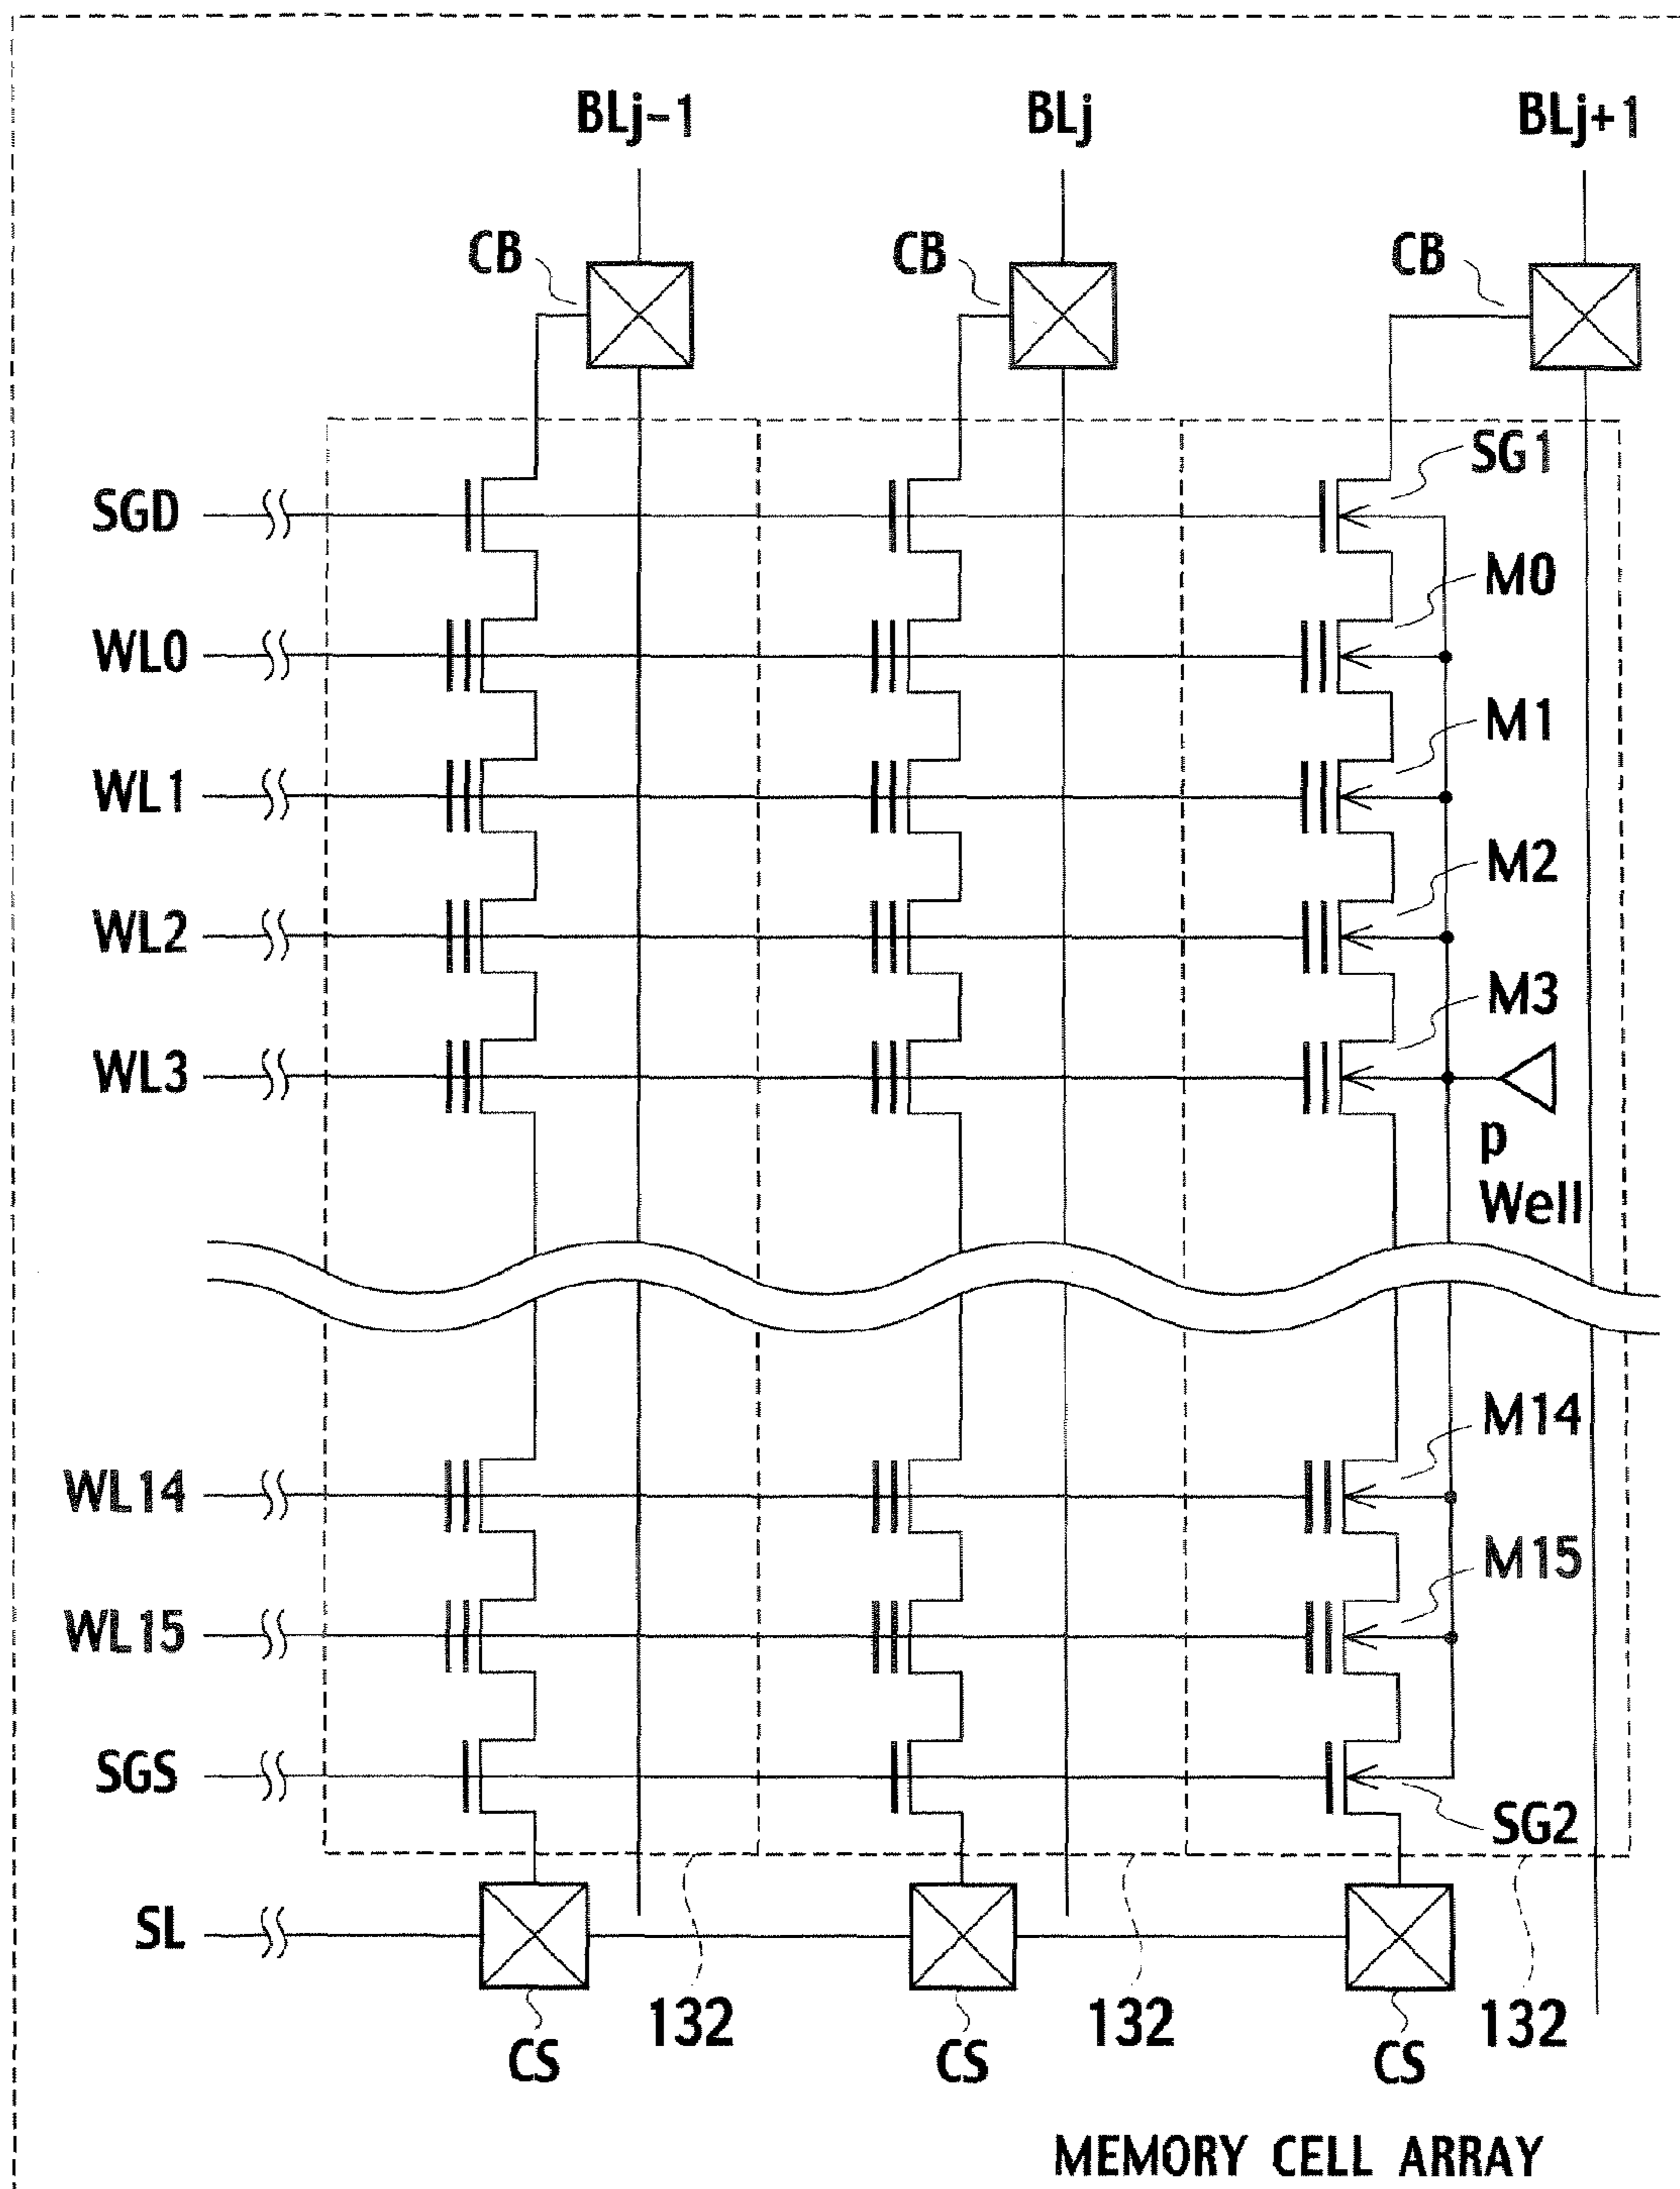 BLj-1 BLj BLj+1
CB CB CB
SG1
SGD
M0
WL0
M1
WL1
M2
WL2
M3
WL3
p
Well
M14
WL14
M15
WL15
SGS
SG2
SL
132 132 132
CS CS CS
MEMORY CELL ARRAY